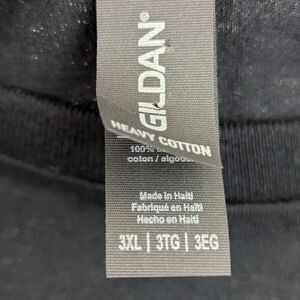 GILDAN®
HEAVY COTTON
100%
coton / algodón
Made in Haiti
Fabriqué en Haïti
Hecho en Haití
3XL | 3TG | 3EG